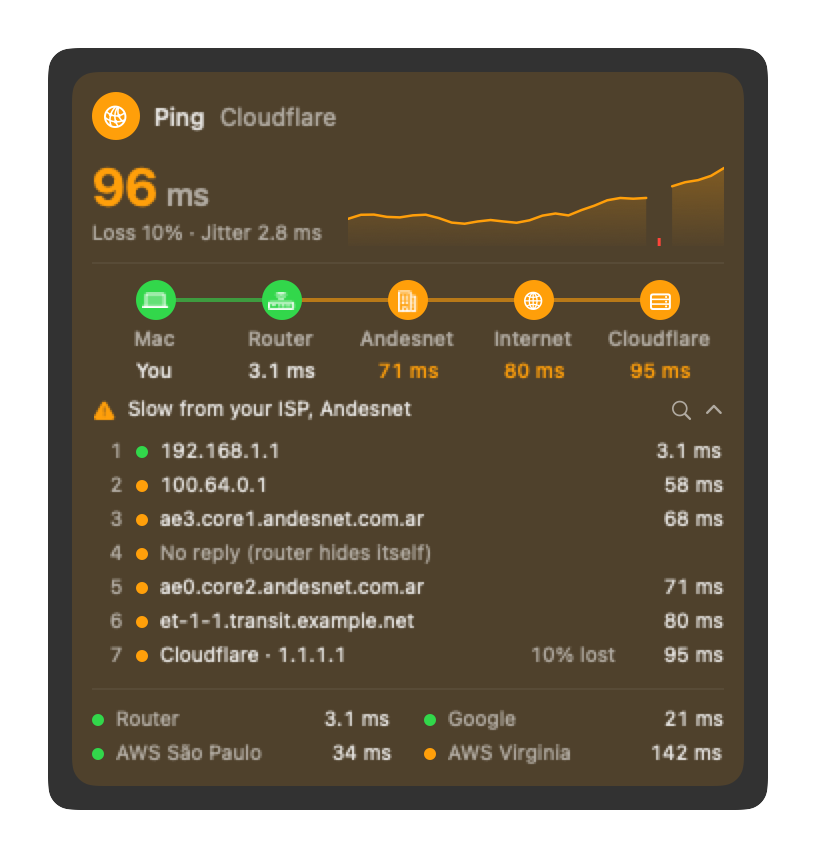 Ping Cloudflare
96 ms
Loss 10% · Jitter 2.8 ms
Mac Router Andesnet Internet Cloudflare
You 3.1 ms 71 ms 80 ms 95 ms
Slow from your ISP, Andesnet
1 192.168.1.1 3.1 ms
2 100.64.0.1 58 ms
3 ae3.core1.andesnet.com.ar 68 ms
4 No reply (router hides itself)
5 ae0.core2.andesnet.com.ar 71 ms
6 et-1-1.transit.example.net 80 ms
7 Cloudflare · 1.1.1.1 10% lost 95 ms
Router 3.1 ms Google 21 ms
AWS São Paulo 34 ms AWS Virginia 142 ms